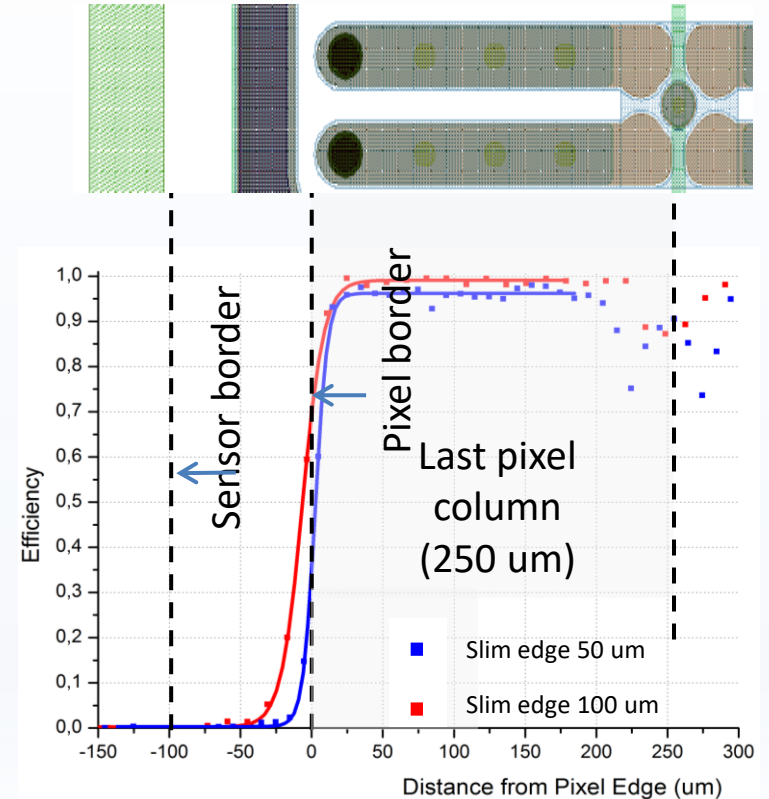 1,0
0,9
0,8
0,7
0,6
0,5
0,4
0,3
0,2
0,1
0,0
Efficiency
Sensor border
Pixel border
Last pixel
column
(250 um)
Slim edge 50 um
Slim edge 100 um
-150 -100 -50 0 50 100 150 200 250 300
Distance from Pixel Edge (um)